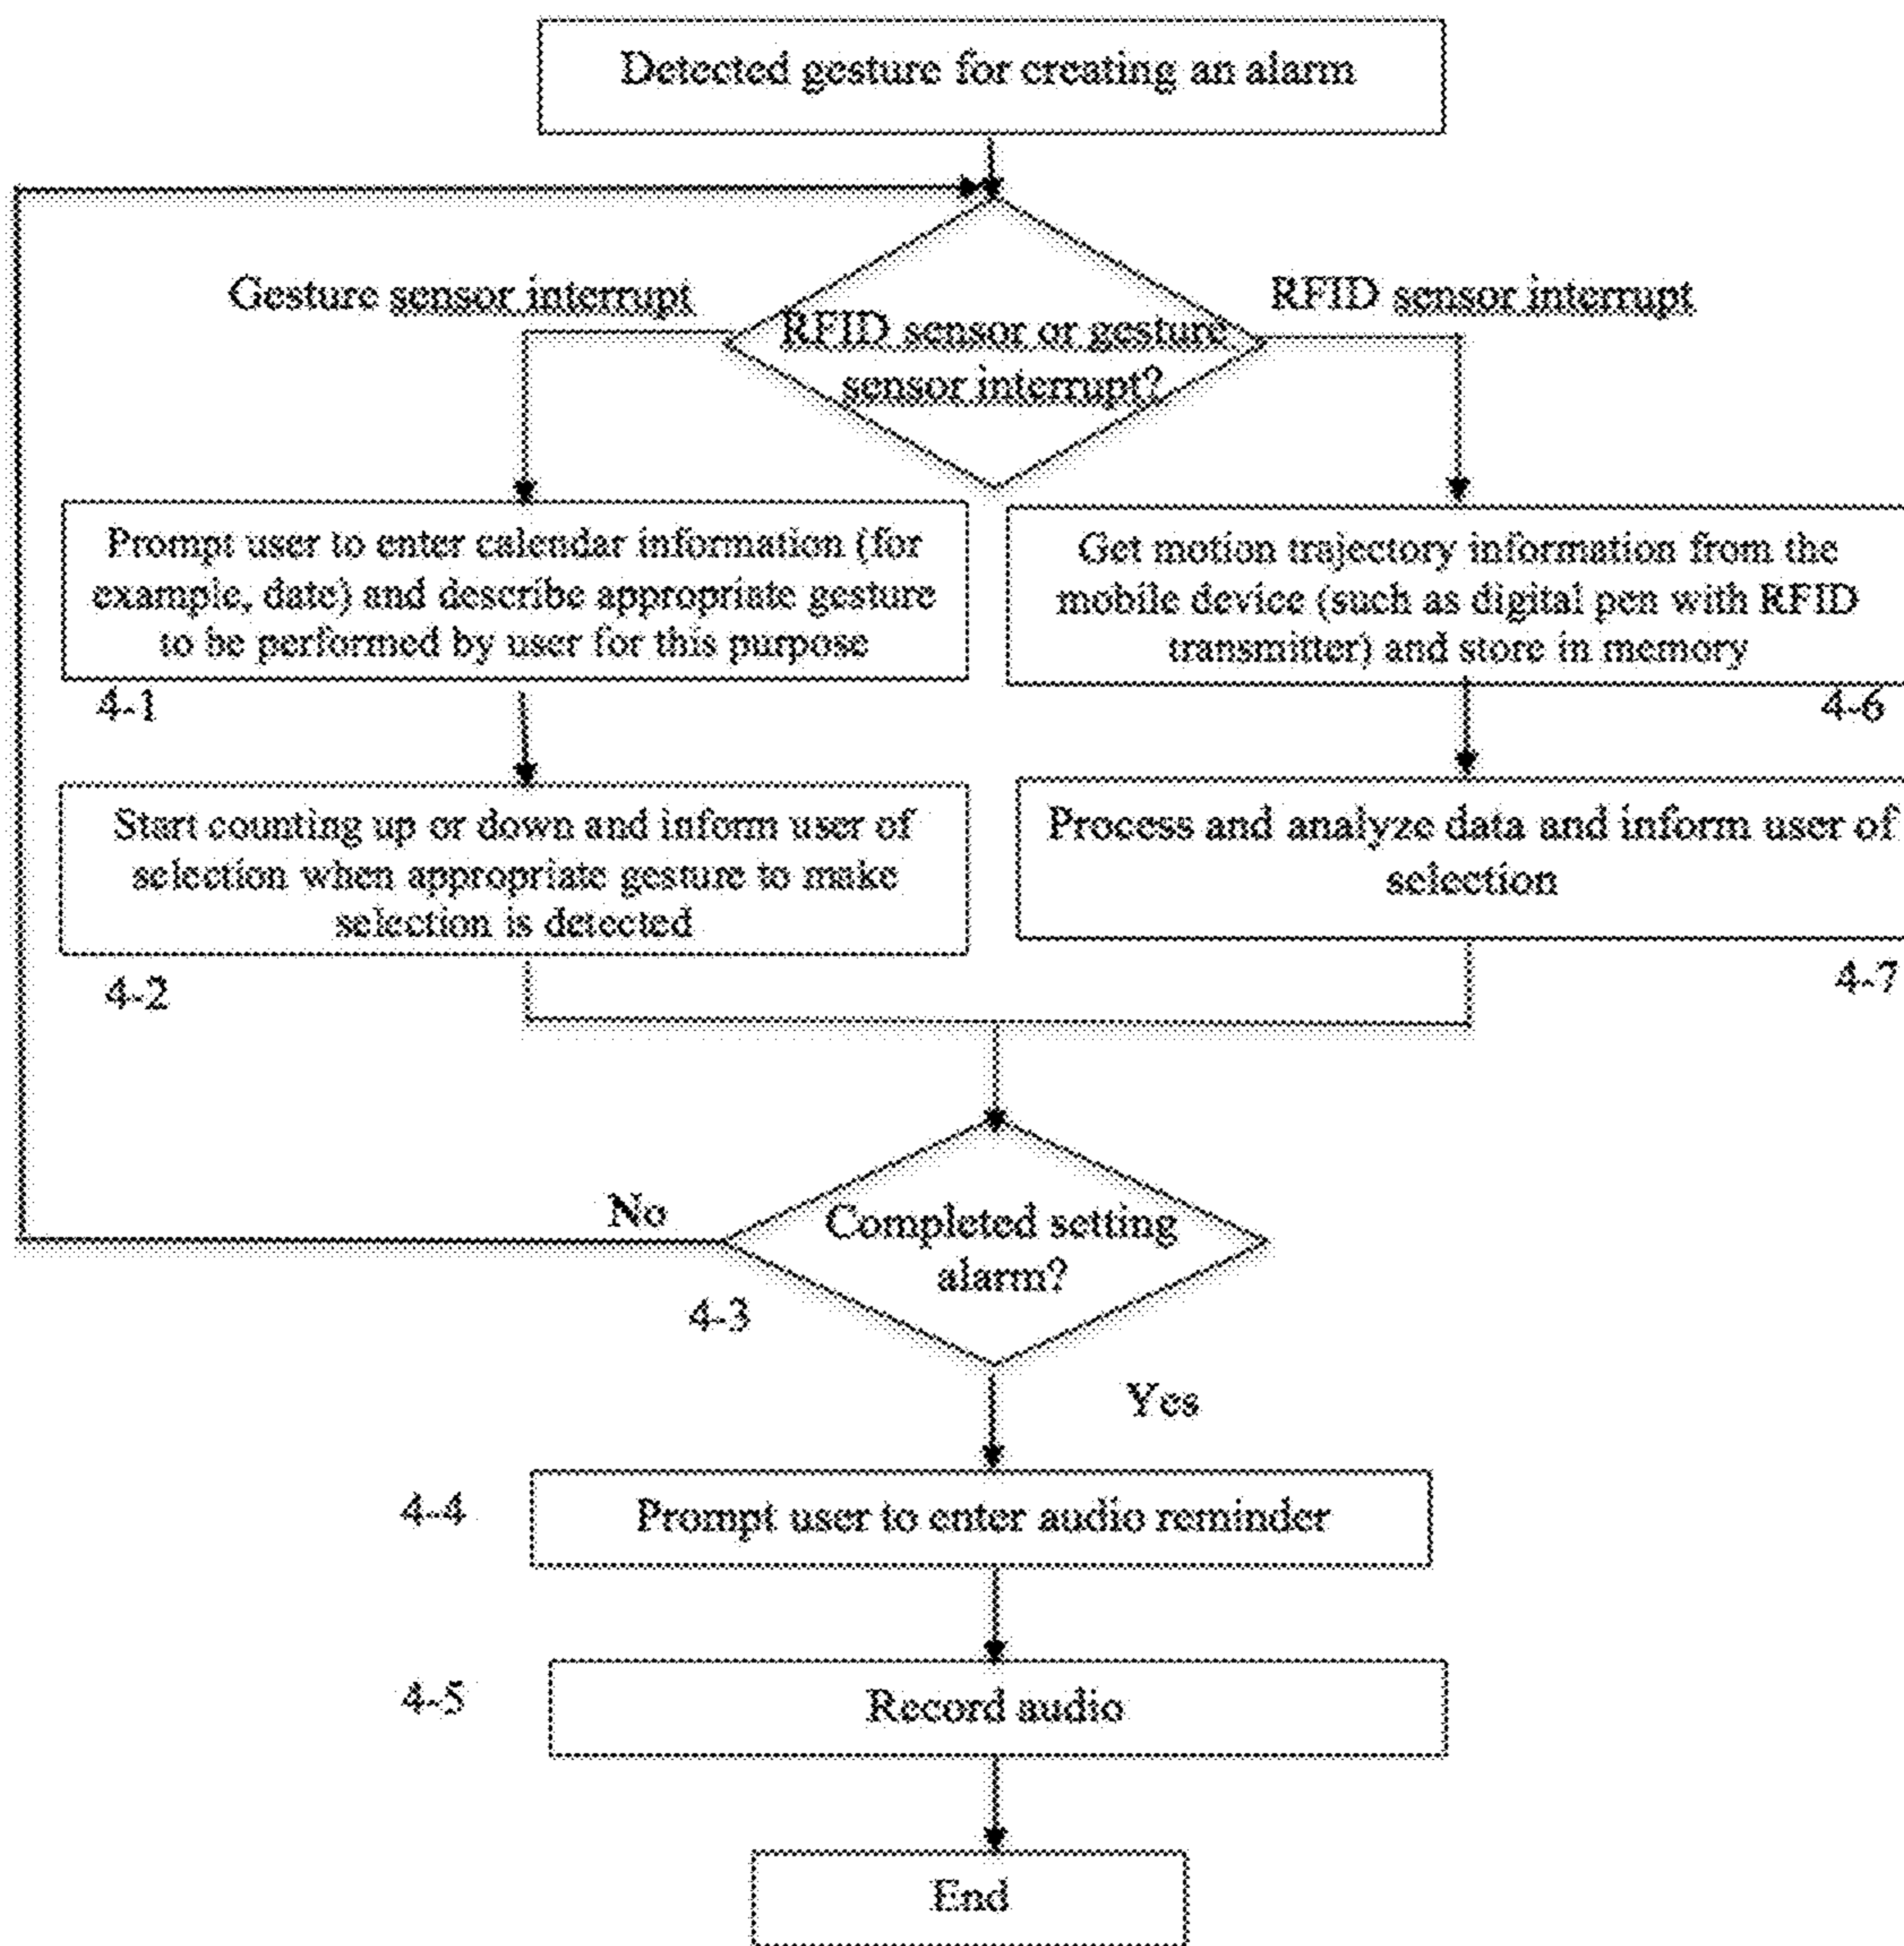 Detected gesture for creating an alarm
Gesture sensor interrupt
RFID sensor interrupt
RFID sensor or gesture
sensor interrupt?
Prompt user to enter calendar information (for
example, date) and describe appropriate gesture
to be performed by user for this purpose
4-1
Get motion trajectory information from the
mobile device (such as digital pen with RFID
transmitter) and store in memory
4-6
Start counting up or down and inform user of
selection when appropriate gesture to make
selection is detected
4-2
Process and analyze data and inform user of
selection
4-7
No
Completed setting
alarm?
4-3
Yes
4-4
Prompt user to enter audio reminder
4-5
Record audio
End